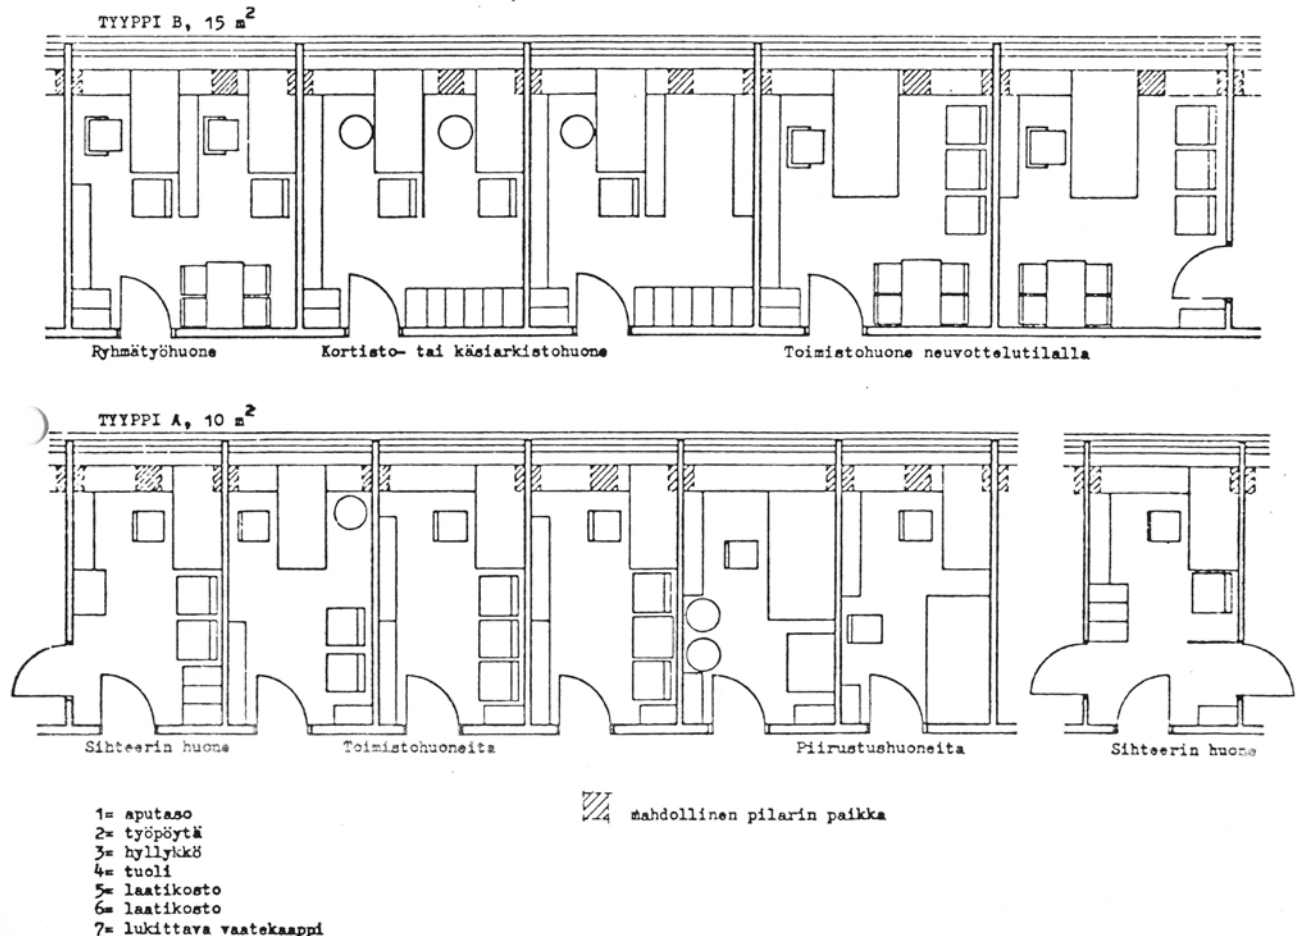 TYYPPI B, 15 m²
Ryhmätyöhuone
Kortisto- tai käsiarkistohuone
Toimistohuone neuvottelutilalla
TYYPPI A, 10 m²
Sihteerin huone
Toimistohuoneita
Piirustushuoneita
Sihteerin huone
1= aputaso
2= työpöytä
3= hyllykkö
4= tuoli
5= laatikosto
6= laatikosto
7= lukittava vaatekaappi
mahdollinen pilarin paikka